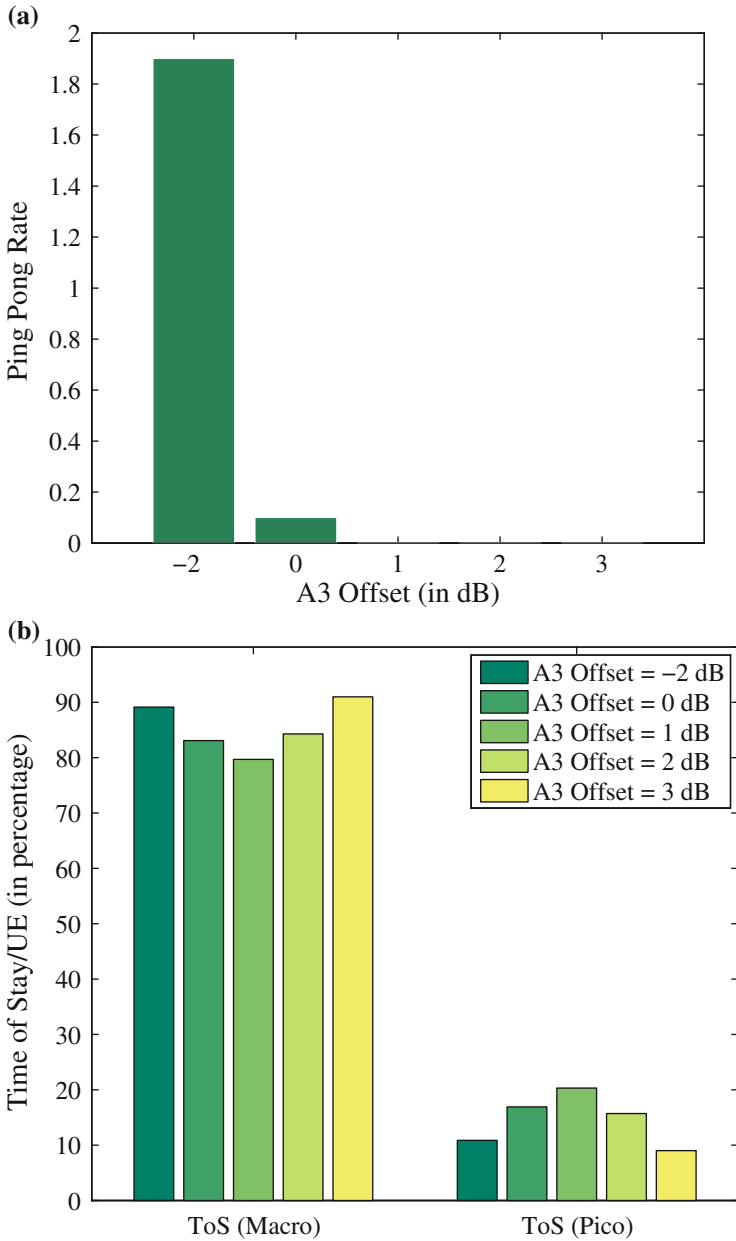 (a)
Ping Pong Rate
2
1.8
1.6
1.4
1.2
1
0.8
0.6
0.4
0.2
0
−2 0 1 2 3
A3 Offset (in dB)
(b)
Time of Stay/UE (in percentage)
100
90
80
70
60
50
40
30
20
10
0
A3 Offset = −2 dB
A3 Offset = 0 dB
A3 Offset = 1 dB
A3 Offset = 2 dB
A3 Offset = 3 dB
ToS (Macro) ToS (Pico)